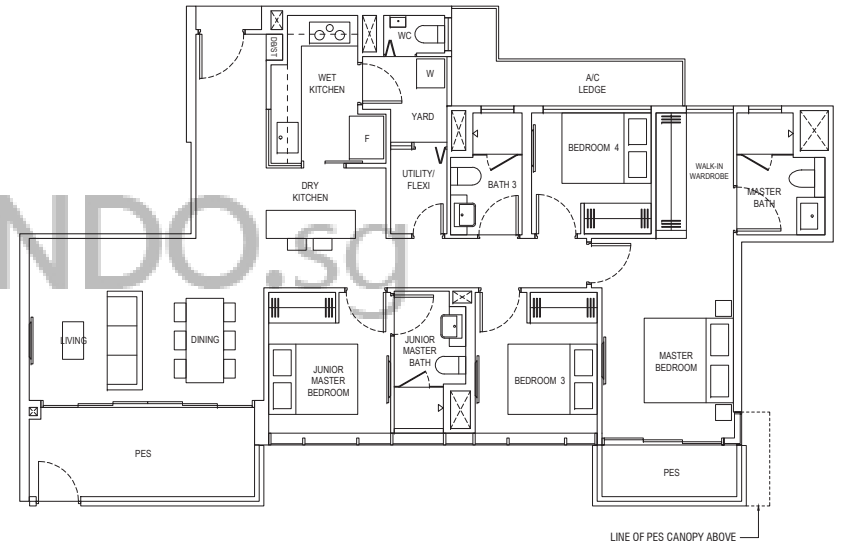 DB/ST
WET
KITCHEN
WC
W
YARD
F
A/C
LEDGE
UTILITY/
FLEXI
BATH 3
BEDROOM 4
WALK-IN
WARDROBE
MASTER
BATH
DRY
KITCHEN
NDO.sg
LIVING
DINING
JUNIOR
MASTER
BEDROOM
JUNIOR
MASTER
BATH
BEDROOM 3
MASTER
BEDROOM
PES
PES
LINE OF PES CANOPY ABOVE